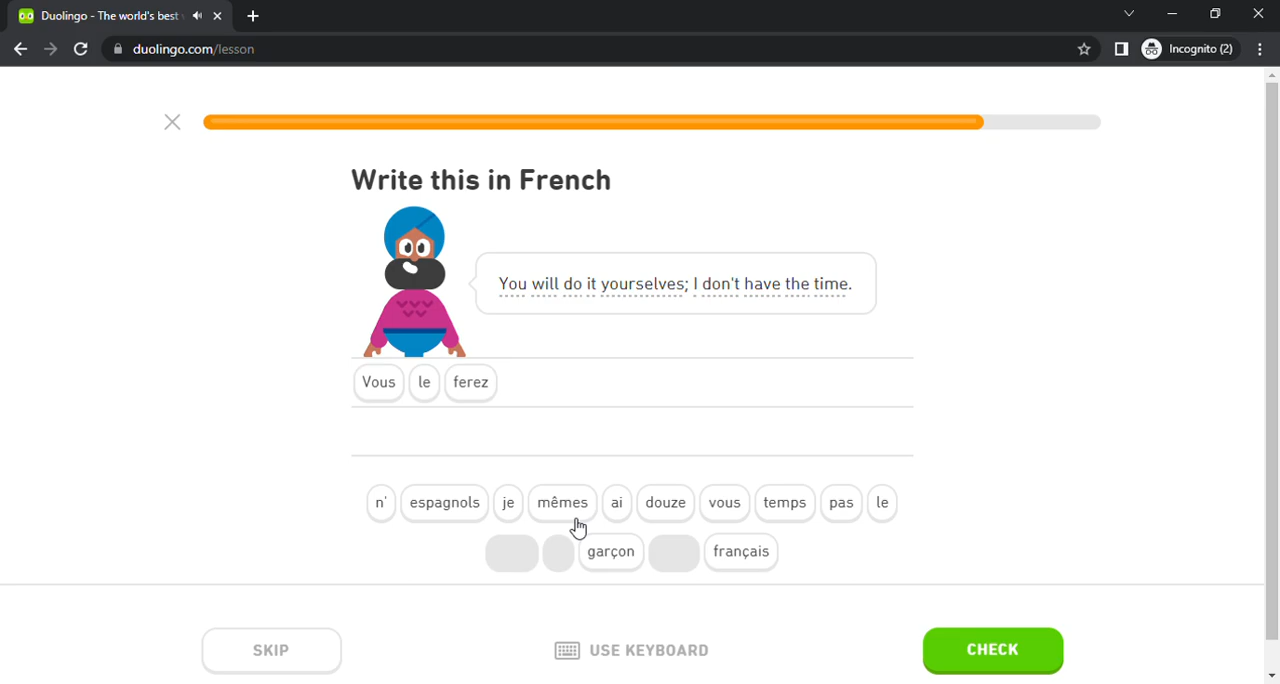 Duolingo - The world's best
duolingo.com/lesson
Incognito (2)
Write this in French
You will do it yourselves; I don't have the time.
Vous le ferez
n' espagnols je mêmes ai douze vous temps pas le
garçon français
SKIP USE KEYBOARD CHECK